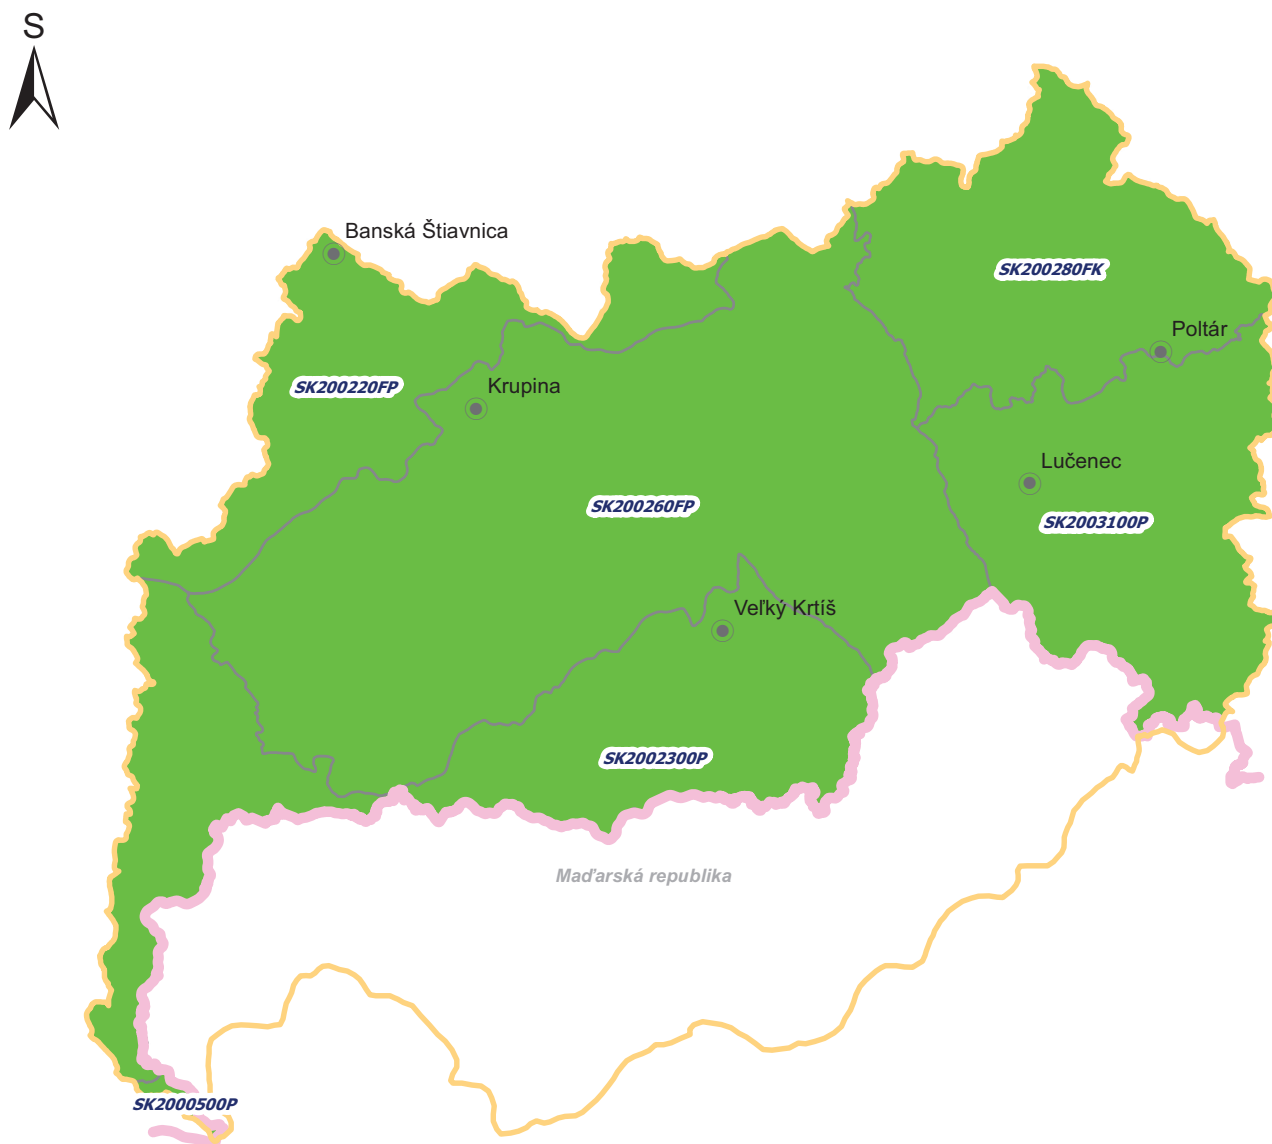 S
Banská Štiavnica
SK200280FK
Poltár
SK200220FP
Krupina
Lučenec
SK200260FP
SK2003100P
Veľký Krtíš
SK2002300P
Maďarská republika
SK2000500P